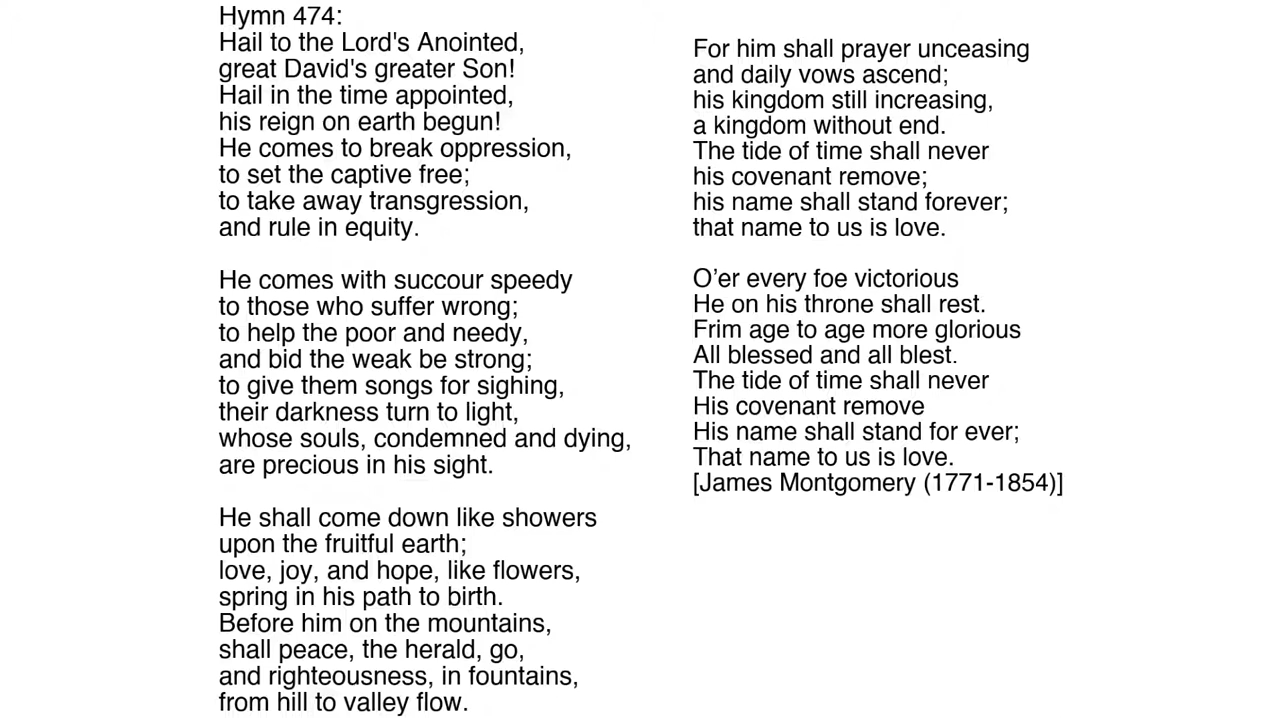 Hymn 474:
Hail to the Lord's Anointed,
great David's greater Son!
Hail in the time appointed,
his reign on earth begun!
He comes to break oppression,
to set the captive free;
to take away transgression,
and rule in equity.
He comes with succour speedy
to those who suffer wrong;
to help the poor and needy,
and bid the weak be strong;
to give them songs for sighing,
their darkness turn to light,
whose souls, condemned and dying,
are precious in his sight.
He shall come down like showers
upon the fruitful earth;
love, joy, and hope, like flowers,
spring in his path to birth.
Before him on the mountains,
shall peace, the herald, go,
and righteousness, in fountains,
from hill to valley flow.
For him shall prayer unceasing
and daily vows ascend;
his kingdom still increasing,
a kingdom without end.
The tide of time shall never
his covenant remove;
his name shall stand forever;
that name to us is love.
O’er every foe victorious
He on his throne shall rest.
Frim age to age more glorious
All blessed and all blest.
The tide of time shall never
His covenant remove
His name shall stand for ever;
That name to us is love.
[James Montgomery (1771-1854)]